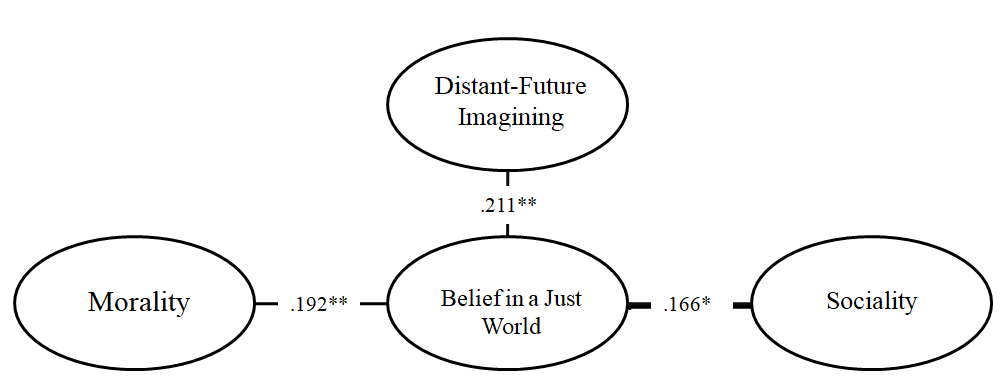 Distant-Future
Imagining
.211**
Morality
.192**
Belief in a Just
World
.166*
Sociality